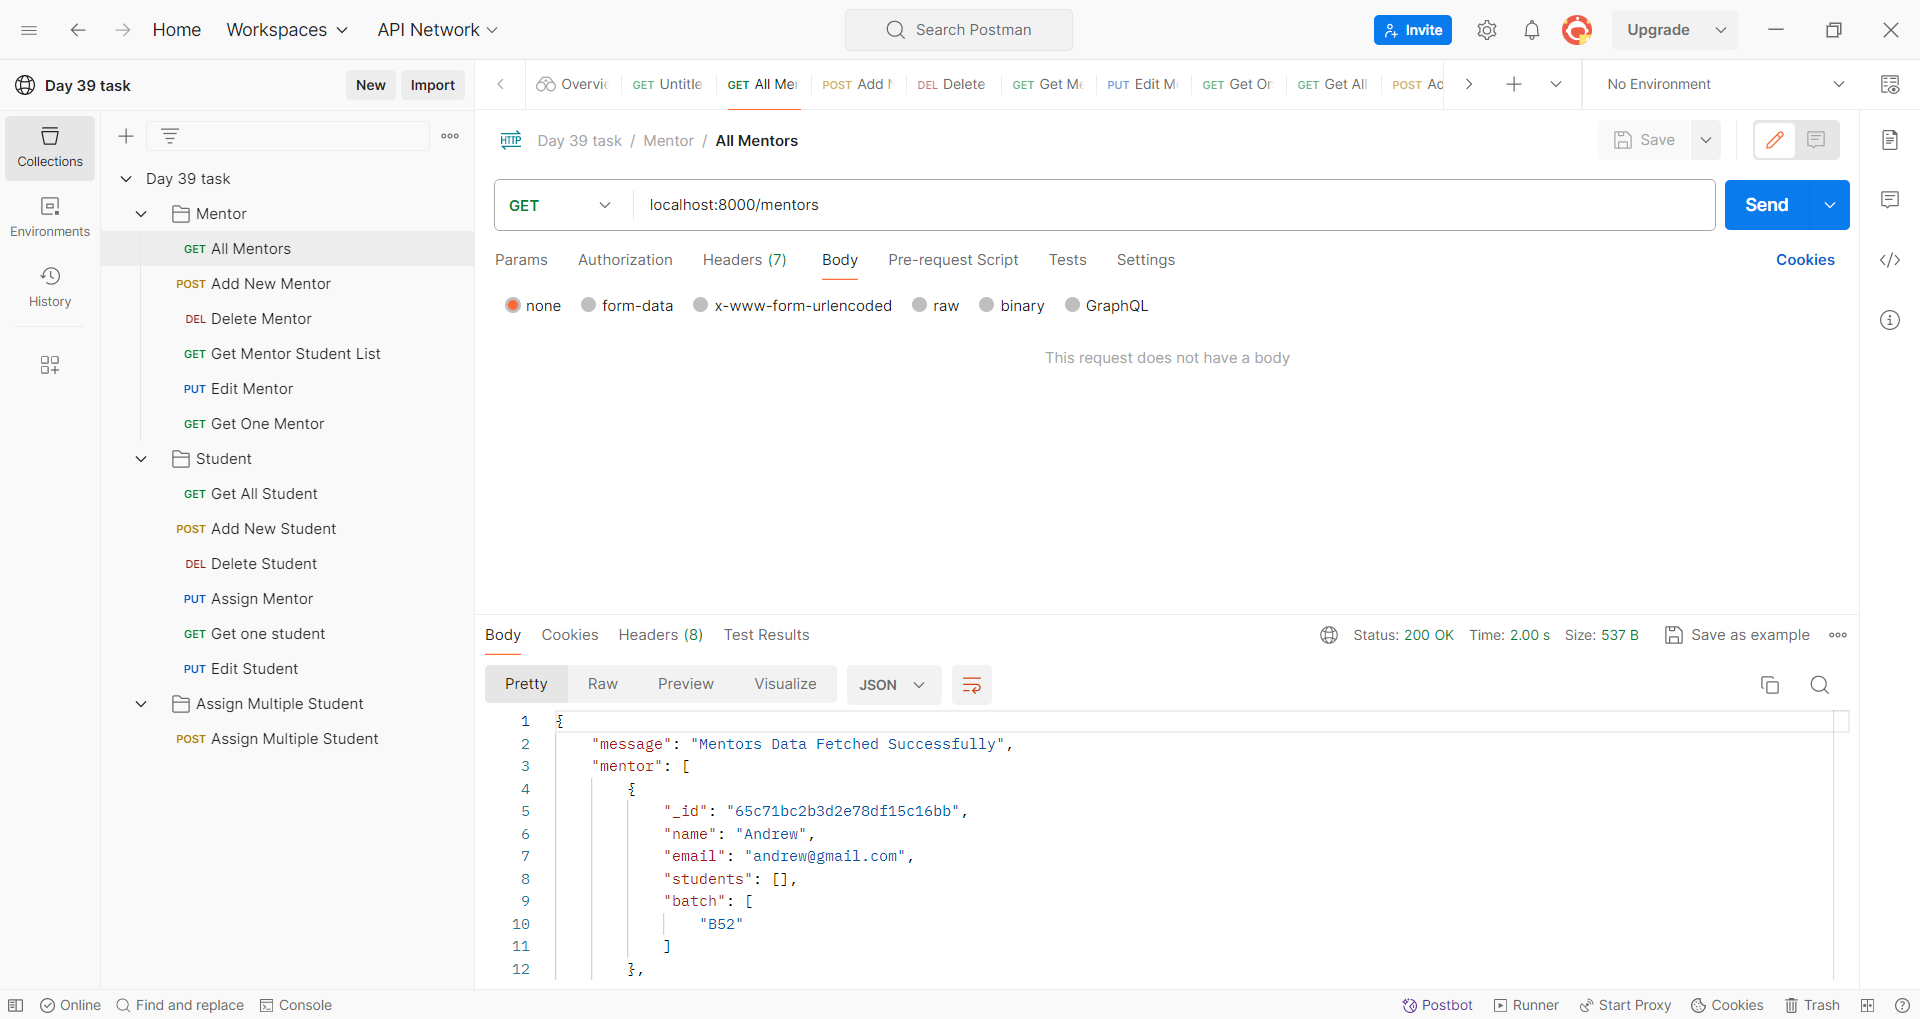 Home Workspaces API Network Search Postman Invite Upgrade
Day 39 task New Import
Overvie GET Untitle GET All Mer POST Add N DEL Delete GET Get Me PUT Edit M GET Get Or GET Get All POST Ad No Environment
Collections
Environments
History
Day 39 task
Mentor
GET All Mentors
POST Add New Mentor
DEL Delete Mentor
GET Get Mentor Student List
PUT Edit Mentor
GET Get One Mentor
Student
GET Get All Student
POST Add New Student
DEL Delete Student
PUT Assign Mentor
GET Get one student
PUT Edit Student
Assign Multiple Student
POST Assign Multiple Student
HTTP Day 39 task / Mentor / All Mentors Save
GET localhost:8000/mentors Send
Params Authorization Headers (7) Body Pre-request Script Tests Settings Cookies
none form-data x-www-form-urlencoded raw binary GraphQL
This request does not have a body
Body Cookies Headers (8) Test Results Status: 200 OK Time: 2.00 s Size: 537 B Save as example
Pretty Raw Preview Visualize JSON
1 {
2 "message": "Mentors Data Fetched Successfully",
3 "mentor": [
4 {
5 "_id": "65c71bc2b3d2e78df15c16bb",
6 "name": "Andrew",
7 "email": "andrew@gmail.com",
8 "students": [],
9 "batch": [
10 "B52"
11 ]
12 },
Online Find and replace Console Postbot Runner Start Proxy Cookies Trash